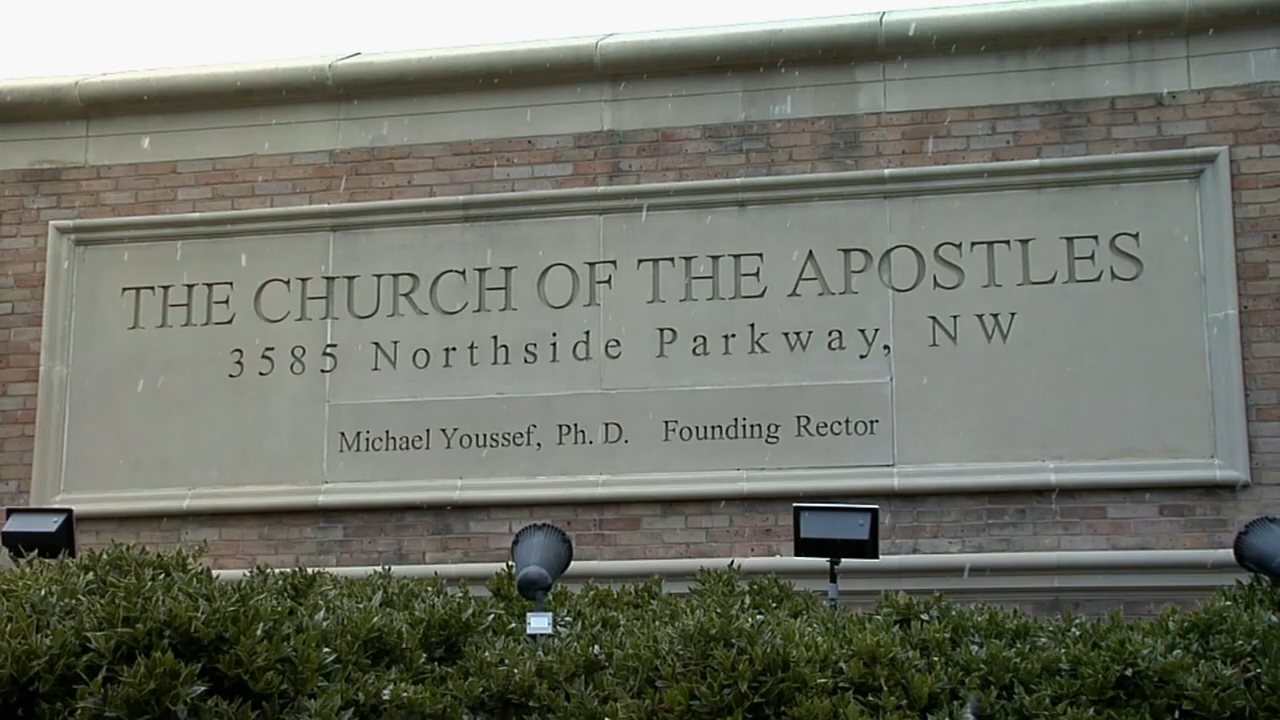 THE CHURCH OF THE APOSTLES
3585 Northside Parkway, NW
Michael Youssef, Ph. D. Founding Rector